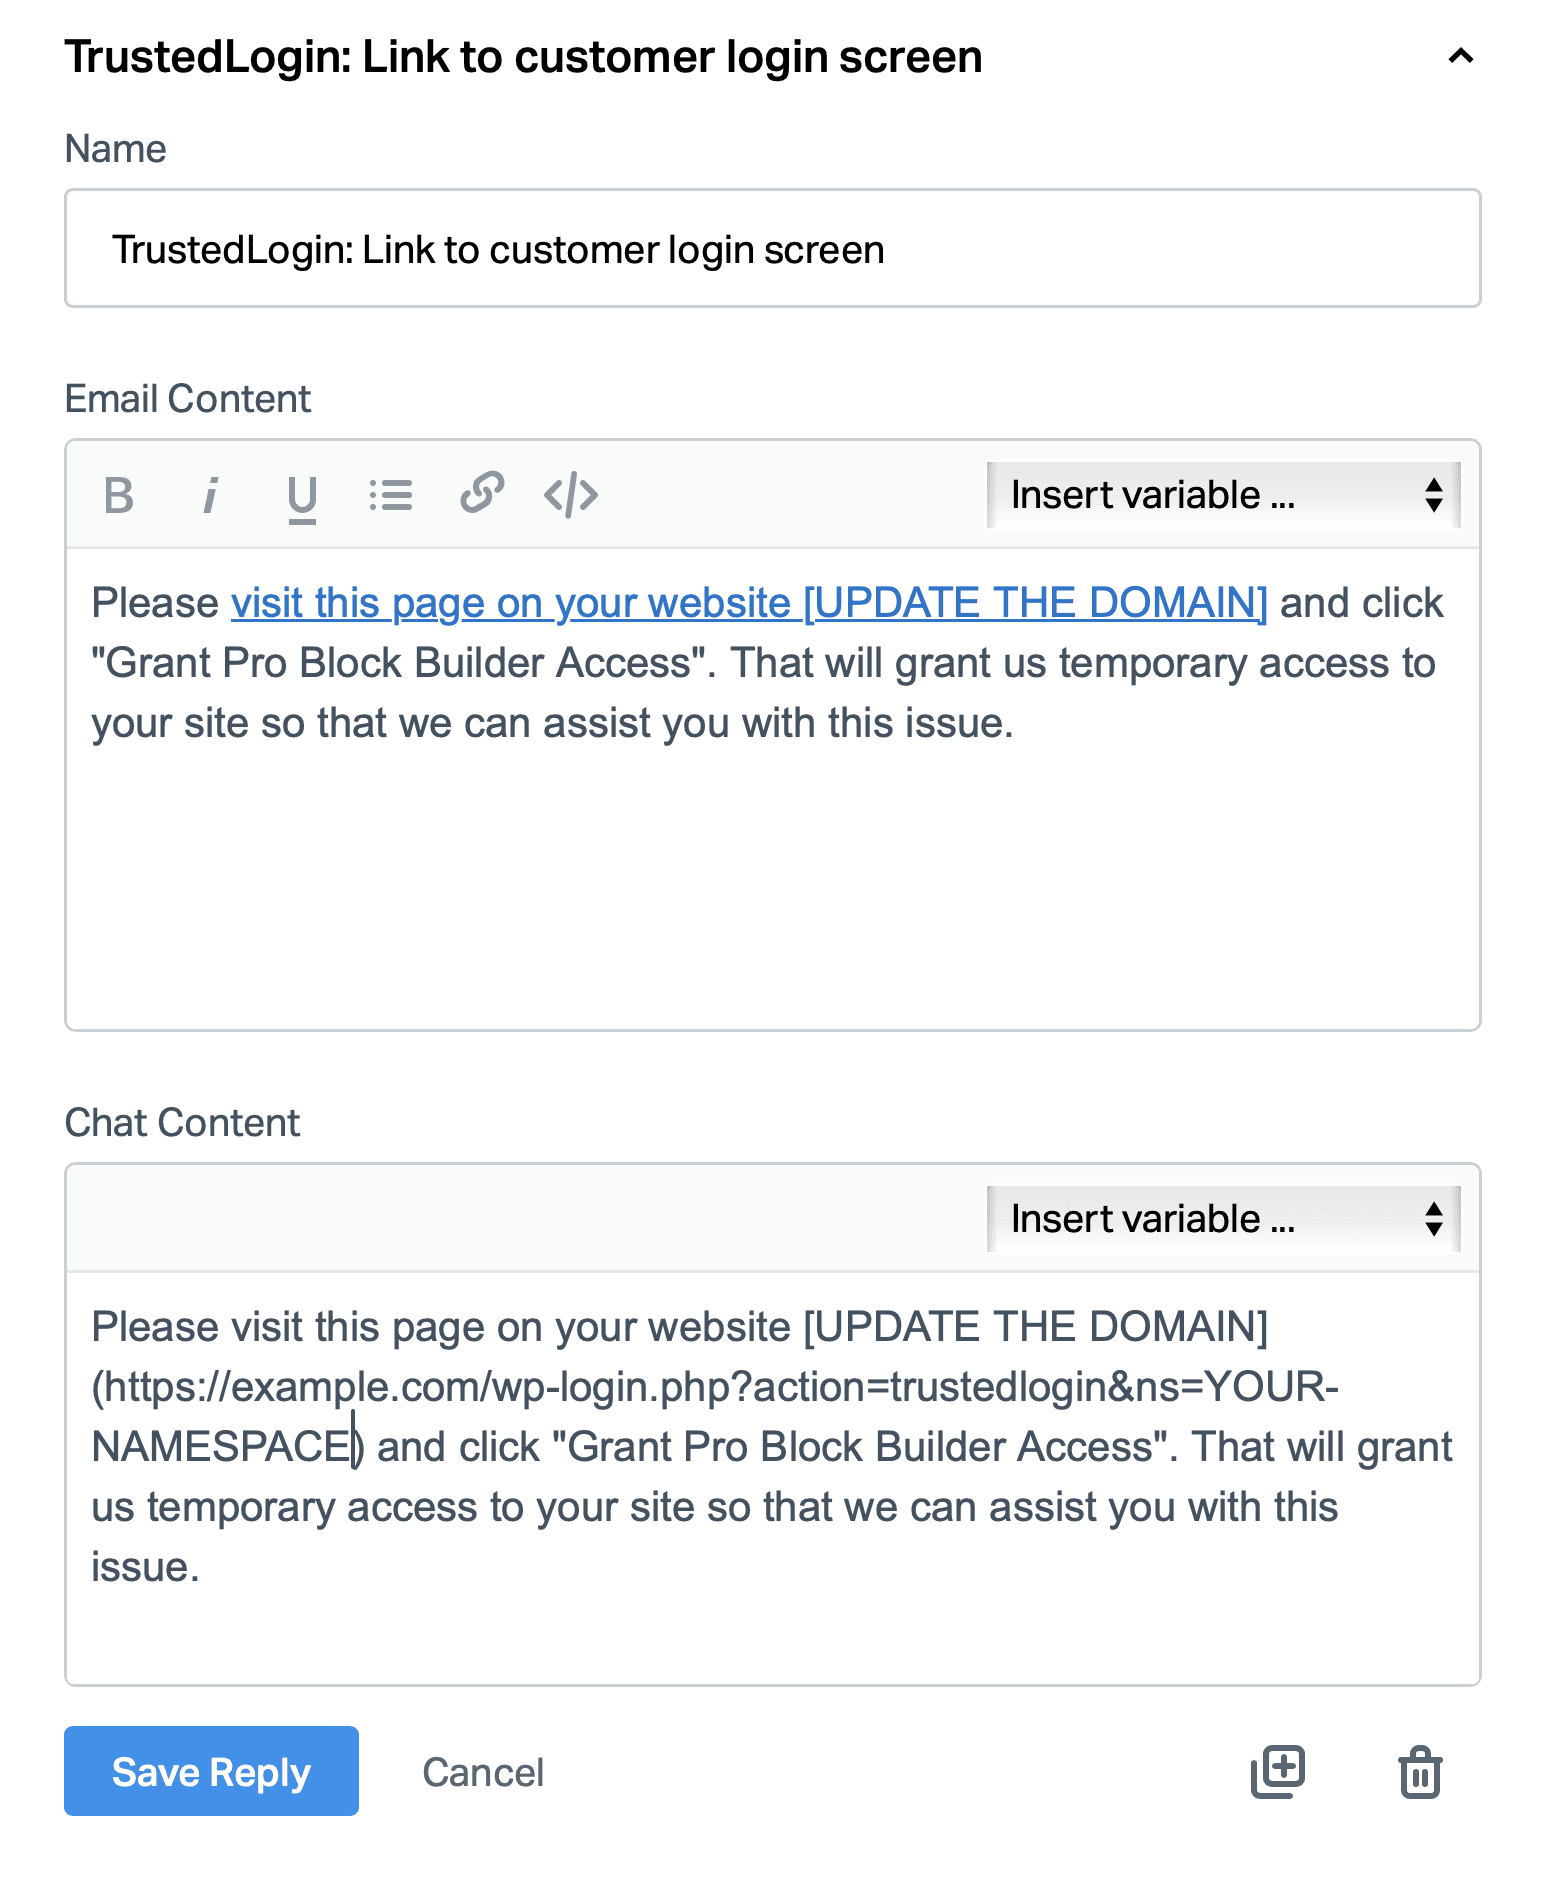 TrustedLogin: Link to customer login screen
Name
TrustedLogin: Link to customer login screen
Email Content
B i U </> Insert variable ...
Please visit this page on your website [UPDATE THE DOMAIN] and click
"Grant Pro Block Builder Access". That will grant us temporary access to
your site so that we can assist you with this issue.
Chat Content
Insert variable ...
Please visit this page on your website [UPDATE THE DOMAIN]
(https://example.com/wp-login.php?action=trustedlogin&ns=YOUR-
NAMESPACE) and click "Grant Pro Block Builder Access". That will grant
us temporary access to your site so that we can assist you with this
issue.
Save Reply Cancel